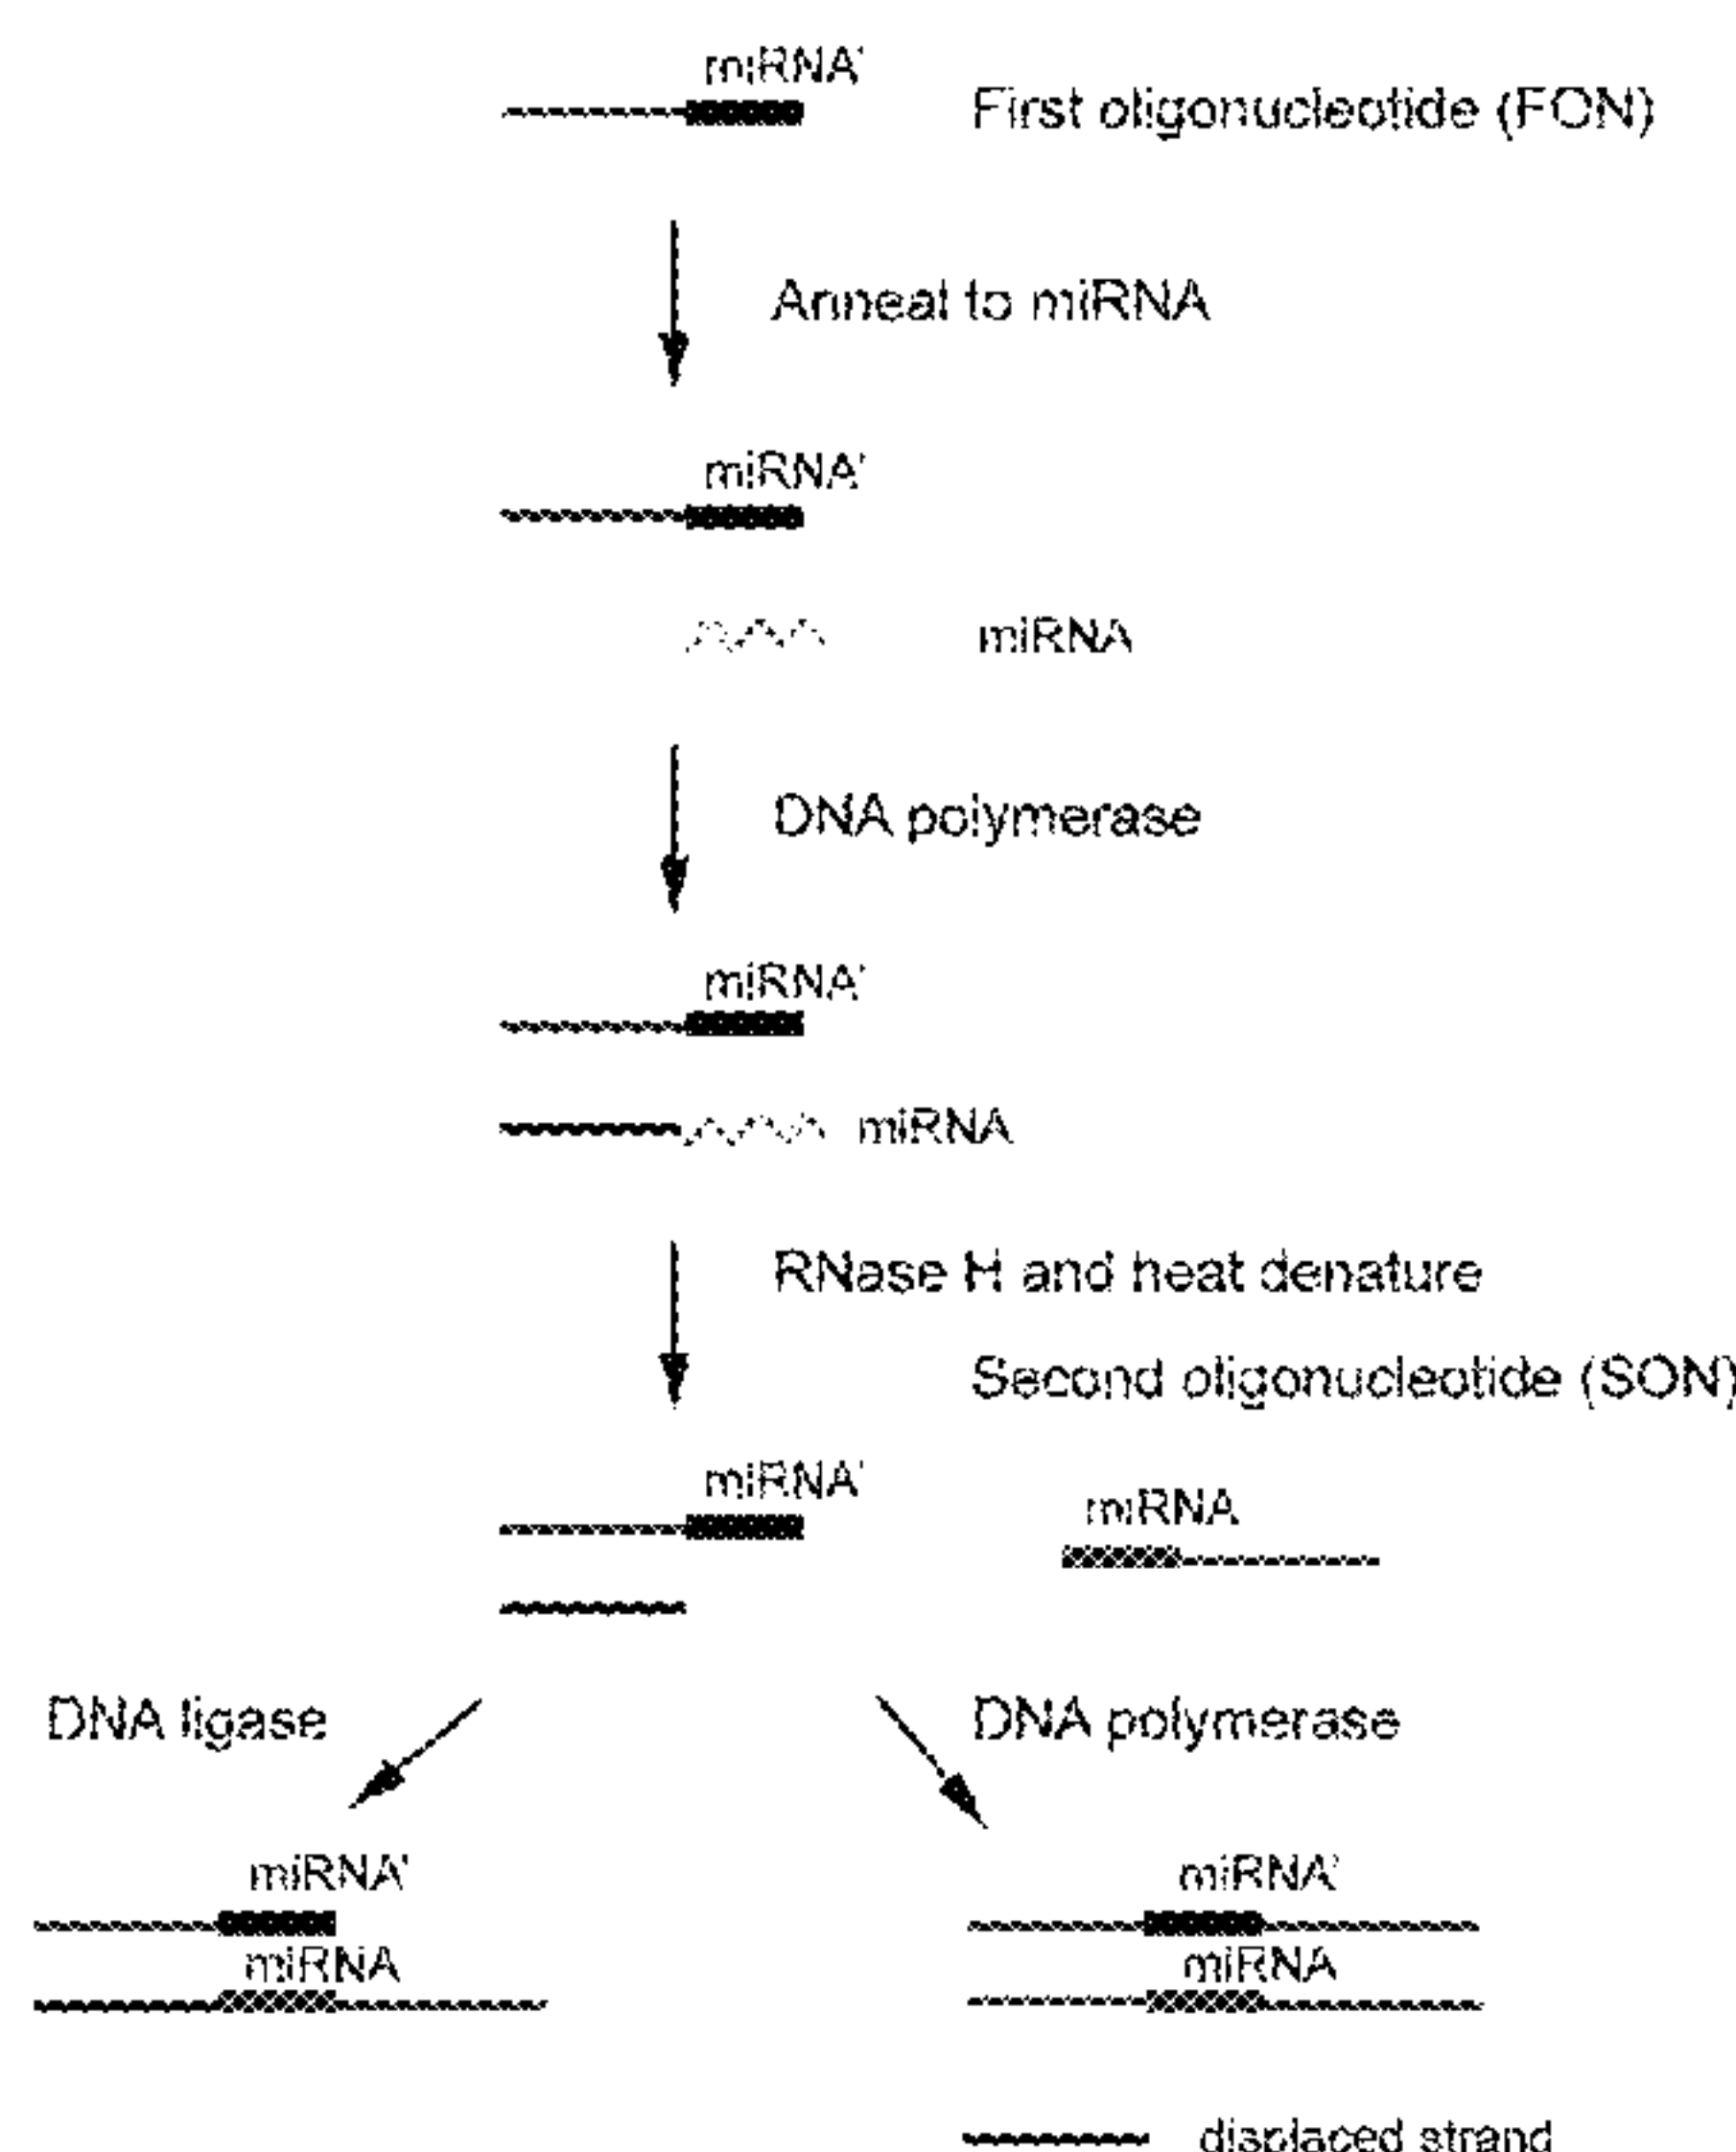 miRNA'
First oligonucleotide (FON)
Anneal to miRNA
miRNA'
miRNA
DNA polymerase
miRNA'
miRNA
RNase H and heat denature
Second oligonucleotide (SON)
miRNA'
miRNA
DNA ligase
DNA polymerase
miRNA'
miRNA'
miRNA
miRNA
displaced strand